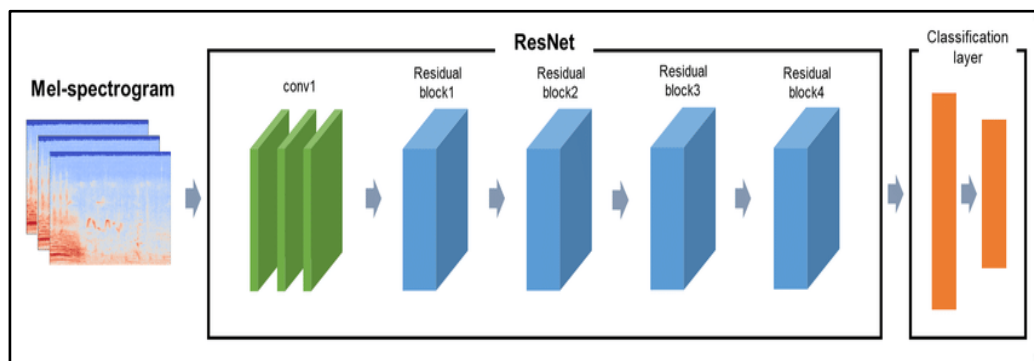 ResNet
Classification
layer
Mel-spectrogram
conv1
Residual
block1
Residual
block2
Residual
block3
Residual
block4